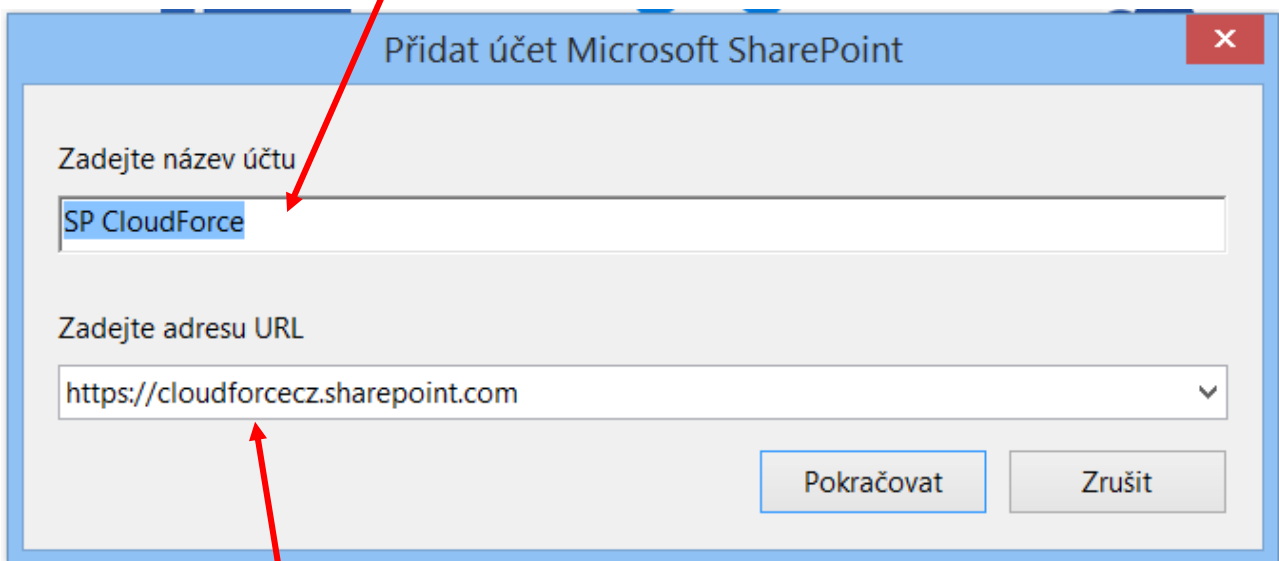 Přidat účet Microsoft SharePoint
Zadejte název účtu
SP CloudForce
Zadejte adresu URL
https://cloudforcecz.sharepoint.com
Pokračovat
Zrušit